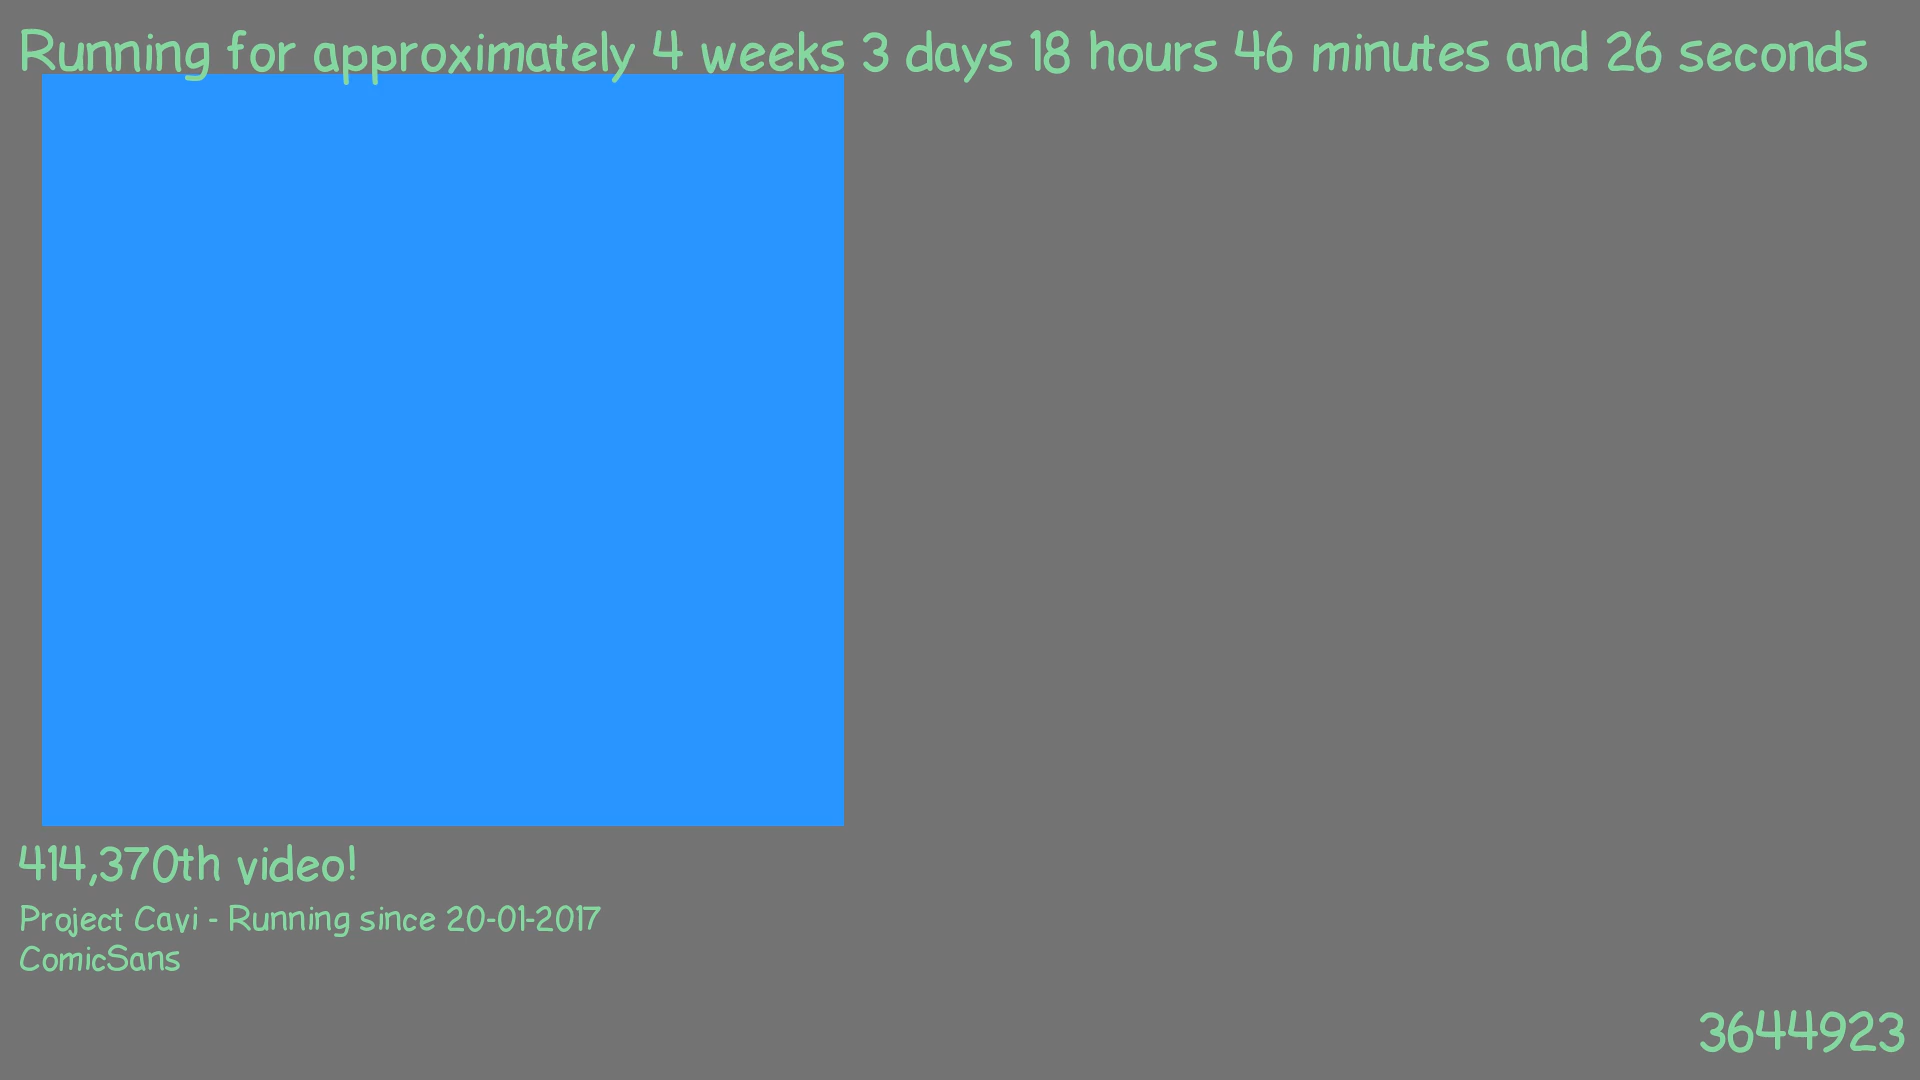 Running for approximately 4 weeks 3 days 18 hours 46 minutes and 26 seconds
414,370th video!
Project Cavi - Running since 20-01-2017
ComicSans
3644923